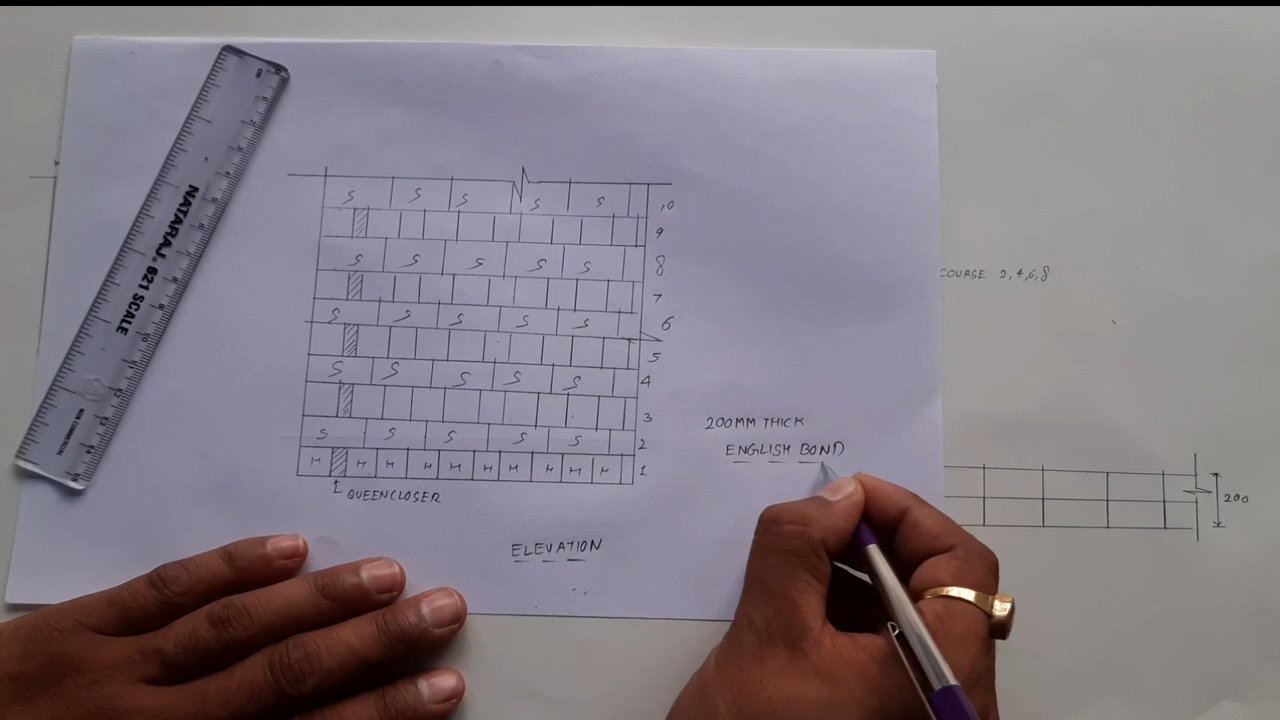 S S S S S 10
9
S S S S S 8
7
S S S S S 6
5
S S S S S 4
3
S S S S S 2
H H H H H H H H H 1
QUEENCLOSER
ELEVATION
200MM THICK
ENGLISH BOND
COURSE 2,4,6,8
200
NATARAJ. 621 SCALE